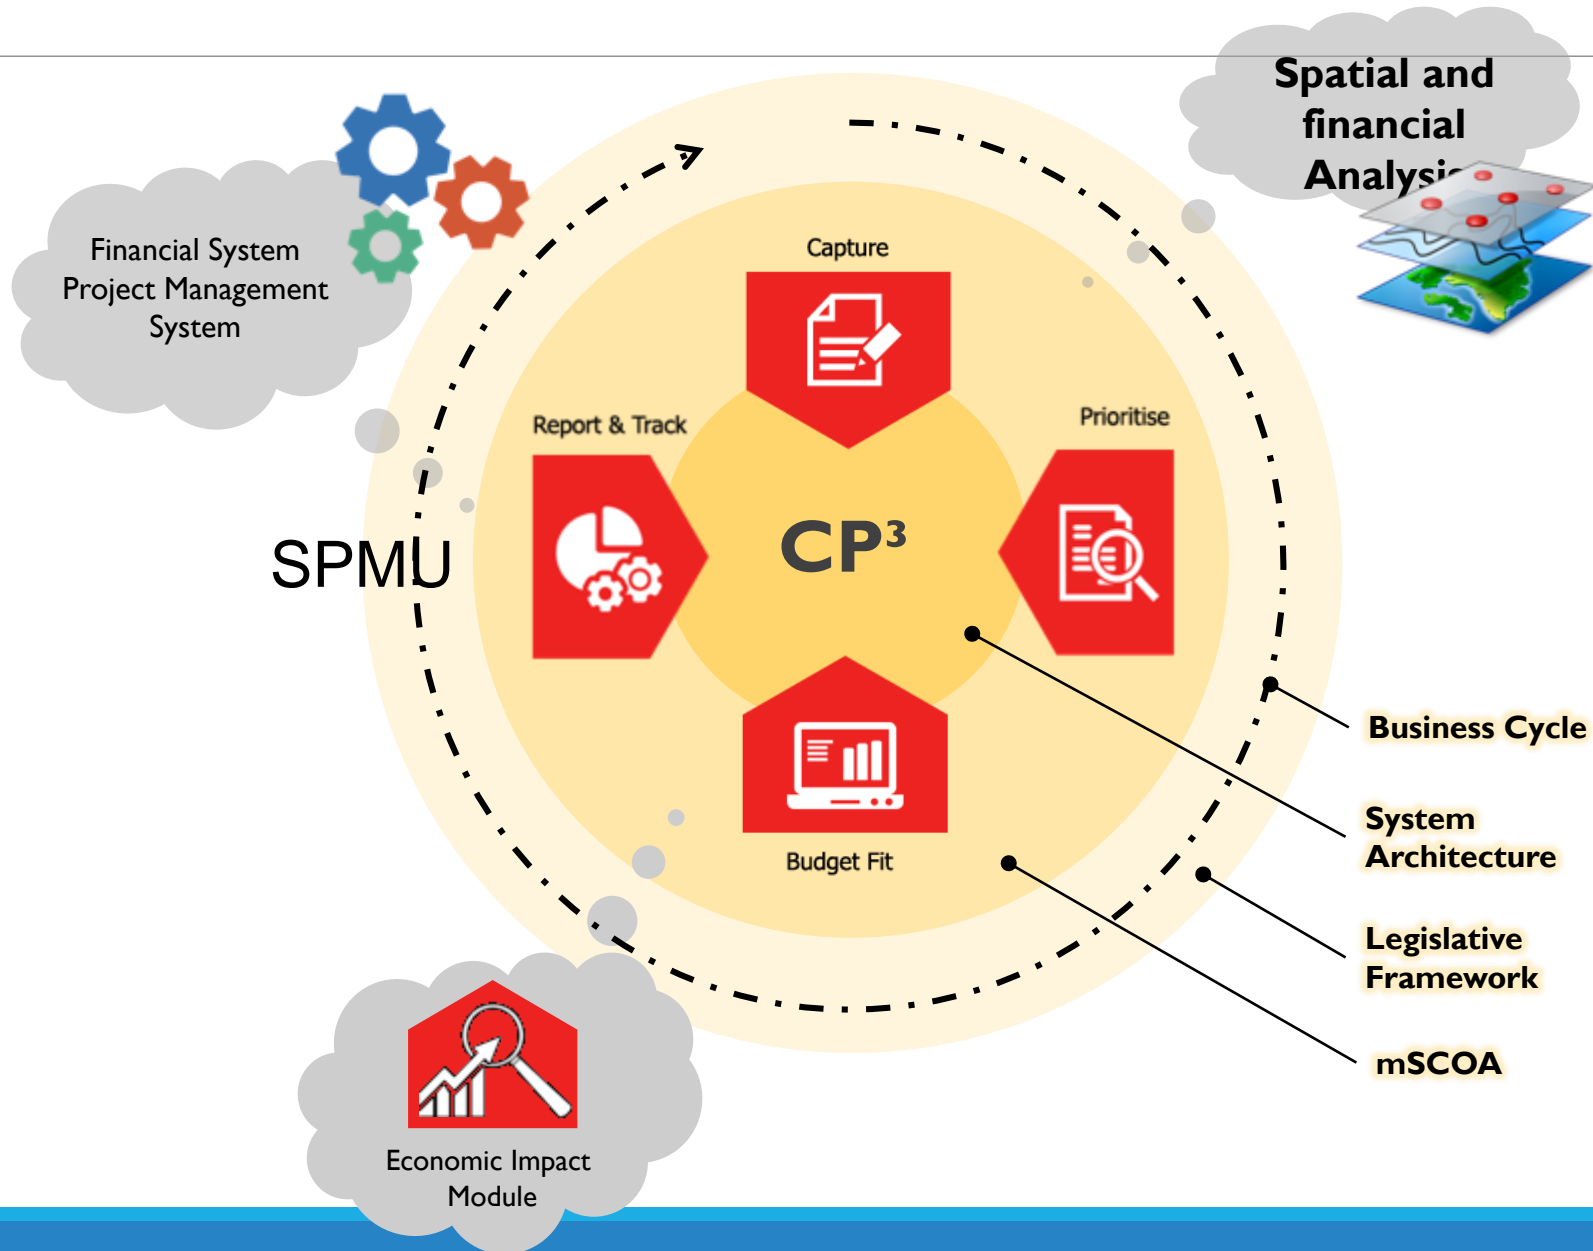 Spatial and
financial
Analysis
Financial System
Project Management
System
Capture
Report & Track
Prioritise
CP³
SPMU
Budget Fit
Business Cycle
System
Architecture
Legislative
Framework
mSCOA
Economic Impact
Module